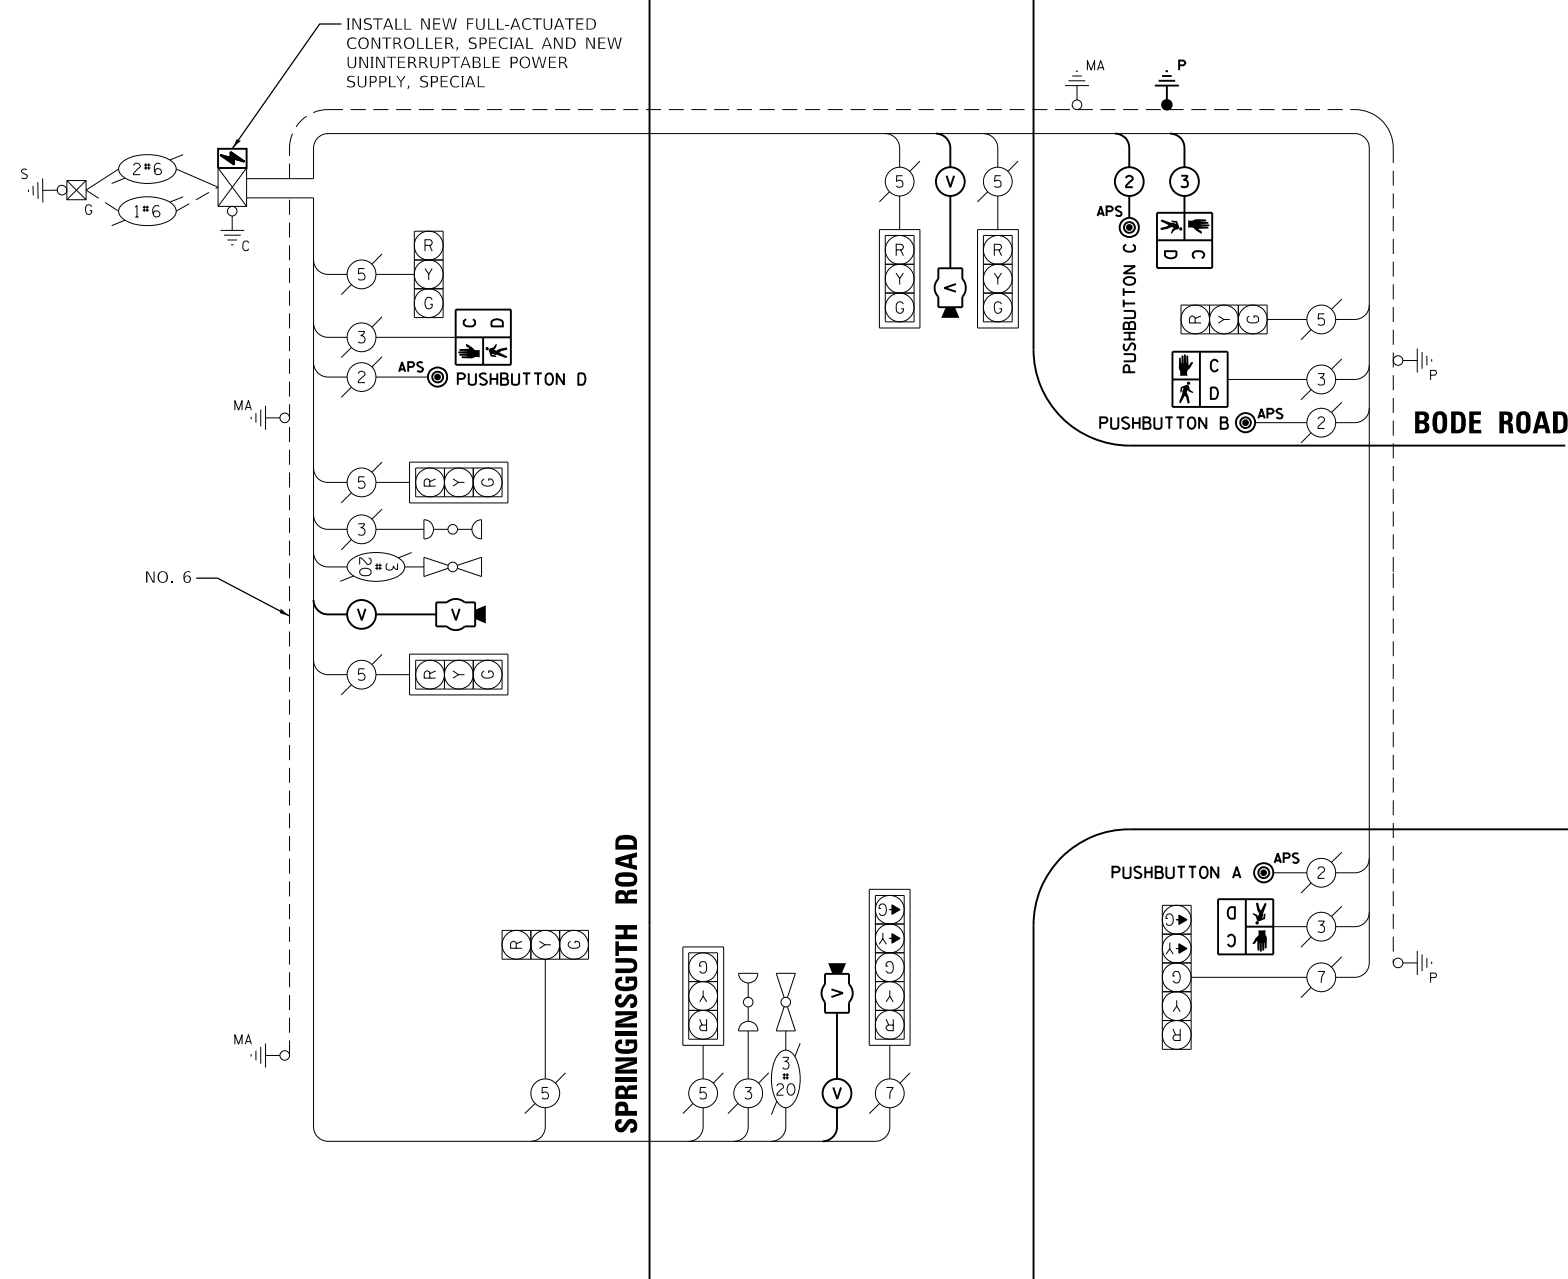 INSTALL NEW FULL-ACTUATED
CONTROLLER, SPECIAL AND NEW
UNINTERRUPTABLE POWER
SUPPLY, SPECIAL
MA
P
S
2#6
G
1#6
C
5
V
5
2
3
APS
C D
PUSHBUTTON C
R Y G
R Y G
V
5
R Y G
3
C D
2
APS
PUSHBUTTON D
R Y G
5
C
D
3
P
PUSHBUTTON B
APS
2
BODE ROAD
MA
5
R Y G
3
3 #20
NO. 6
V
V
5
R Y G
SPRINGINSGUTH ROAD
PUSHBUTTON A
APS
2
C D
3
G Y G Y R
7
P
R Y G
G Y R
V
G Y G Y R
MA
5
5
3
3 #20
V
7